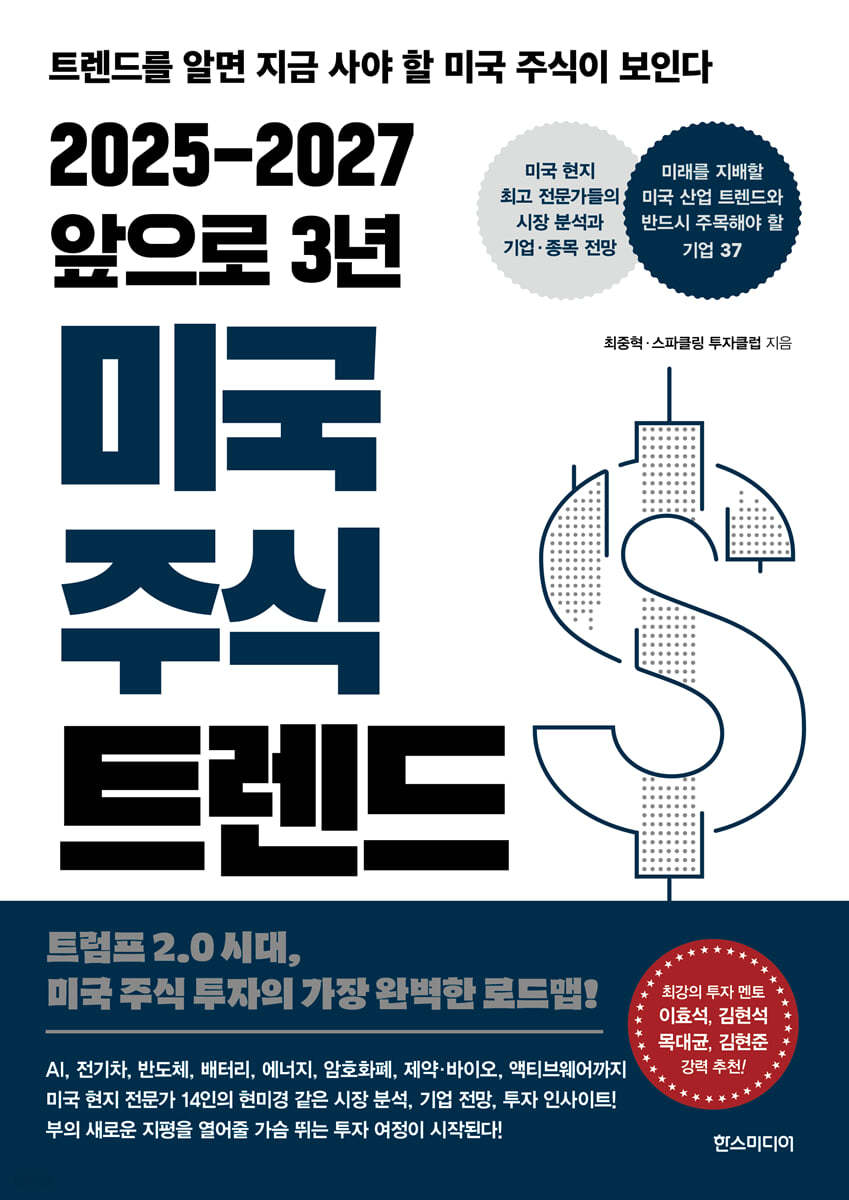 트렌드를 알면 지금 사야 할 미국 주식이 보인다
2025-2027
앞으로 3년
미국
주식
트렌드
미국 현지
최고 전문가들의
시장 분석과
기업·종목 전망
미래를 지배할
미국 산업 트렌드와
반드시 주목해야 할
기업 37
최중혁·스파클링 투자클럽 지음
트럼프 2.0 시대,
미국 주식 투자의 가장 완벽한 로드맵!
AI, 전기차, 반도체, 배터리, 에너지, 암호화폐, 제약·바이오, 액티브웨어까지
미국 현지 전문가 14인의 현미경 같은 시장 분석, 기업 전망, 투자 인사이트!
부의 새로운 지평을 열어줄 가슴 뛰는 투자 여정이 시작된다!
최강의 투자 멘토
이효석, 김현석
목대균, 김현준
강력 추천!
한스미디어